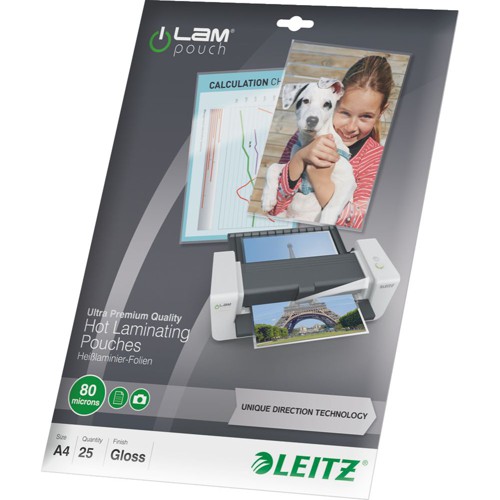 iLAM®
pouch
CALCULATION CH
iLAM
LEITZ
Ultra Premium Quality
Hot Laminating
Pouches
Heißlaminier-Folien
80
microns
UNIQUE DIRECTION TECHNOLOGY
Size Quantity Finish
A4 25 Gloss
LEITZ®